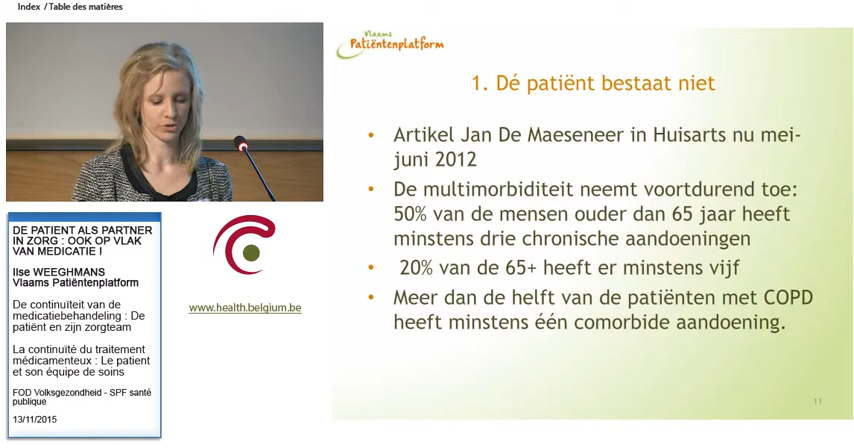 Index / Table des matières
Vlaams
Patiëntenplatform
1. Dé patiënt bestaat niet
• Artikel Jan De Maeseneer in Huisarts nu mei-
juni 2012
• De multimorbiditeit neemt voortdurend toe:
50% van de mensen ouder dan 65 jaar heeft
minstens drie chronische aandoeningen
• 20% van de 65+ heeft er minstens vijf
• Meer dan de helft van de patiënten met COPD
heeft minstens één comorbide aandoening.
11
DE PATIENT ALS PARTNER
IN ZORG : OOK OP VLAK
VAN MEDICATIE !
Ilse WEEGHMANS
Vlaams Patiëntenplatform
De continuïteit van de
medicatiebehandeling : De
patiënt en zijn zorgteam
La continuïté du traitement
médicamenteux : Le patient
et son équipe de soins
FOD Volksgezondheid - SPF santé
publique
13/11/2015
www.health.belgium.be